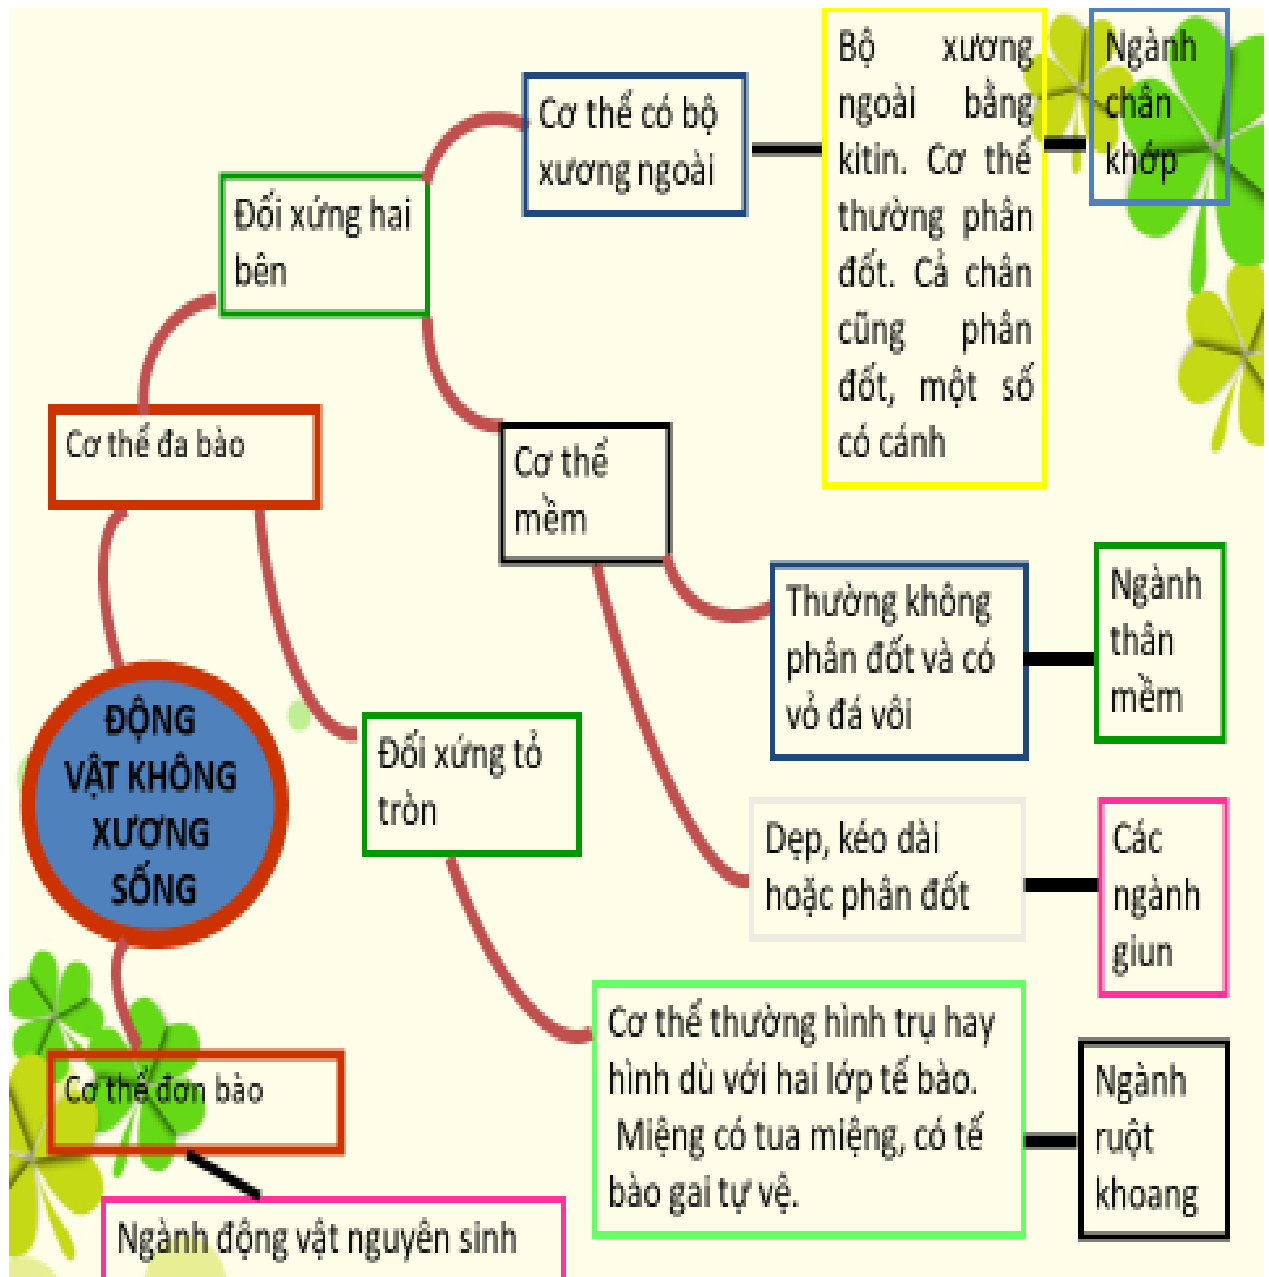 Bộ xương
ngoài bằng
kitin. Cơ thể
thường phân
đốt. Cả chân
cũng phân
đốt, một số
có cánh
Ngành
chân
khớp
Cơ thể có bộ
xương ngoài
Đối xứng hai
bên
Cơ thể đa bào
Cơ thể
mềm
Thường không
phân đốt và có
vỏ đá vôi
Ngành
thân
mềm
ĐỘNG
VẬT KHÔNG
XƯƠNG
SỐNG
Đối xứng tỏ
tròn
Dẹp, kéo dài
hoặc phân đốt
Các
ngành
giun
Cơ thể thường hình trụ hay
hình dù với hai lớp tế bào.
Miệng có tua miệng, có tế
bào gai tự vệ.
Ngành
ruột
khoang
Cơ thể đơn bào
Ngành động vật nguyên sinh